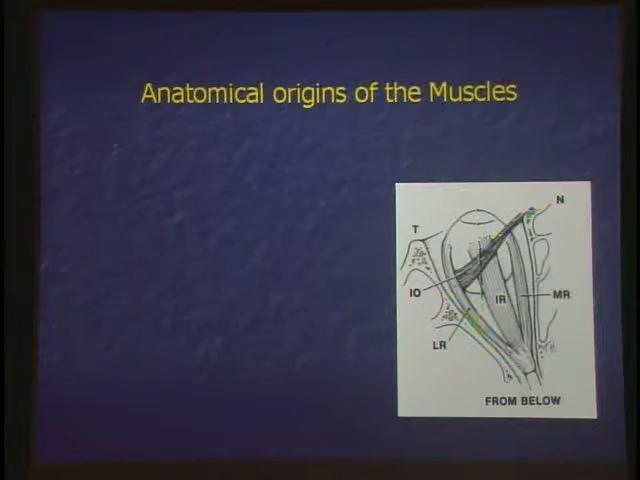 Anatomical origins of the Muscles
N
T
IO
IR
MR
LR
FROM BELOW